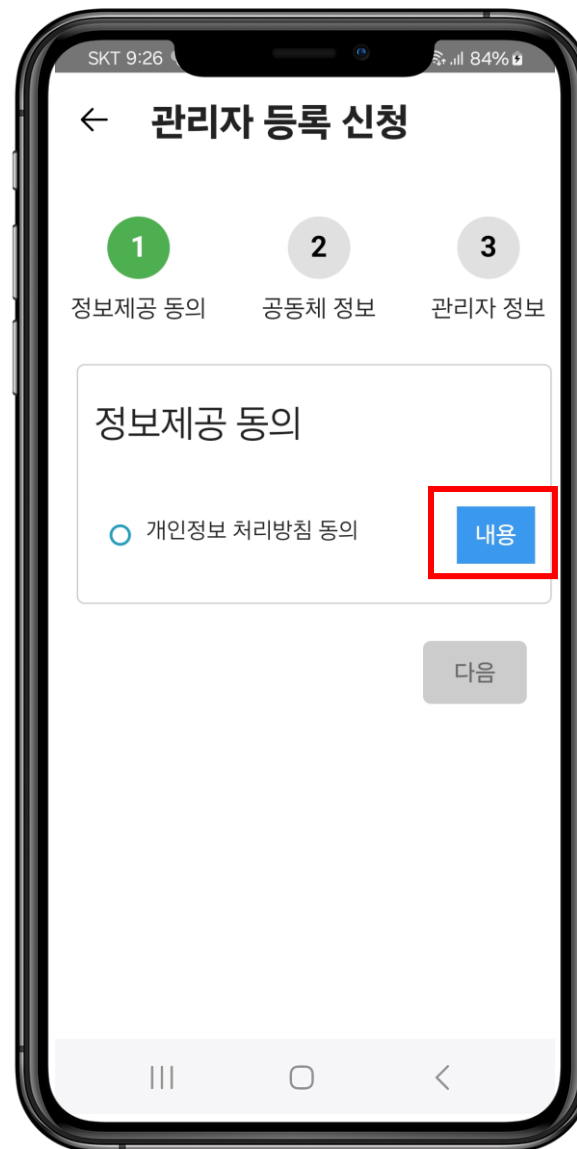 SKT 9:26
84%
← 관리자 등록 신청
1 2 3
정보제공 동의 공동체 정보 관리자 정보
정보제공 동의
개인정보 처리방침 동의 내용
다음